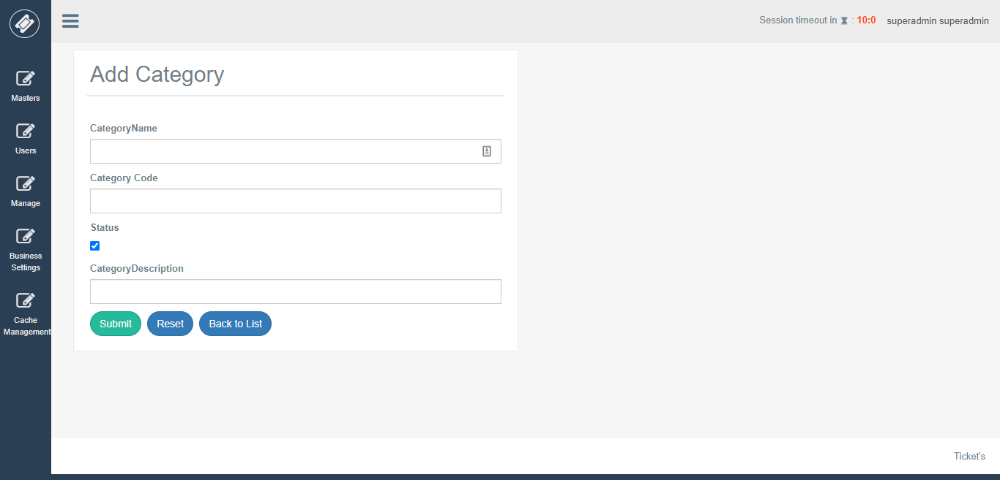 Session timeout in : 10:0 superadmin superadmin
Masters
Users
Manage
Business
Settings
Cache
Management
Add Category
CategoryName
Category Code
Status
CategoryDescription
Submit Reset Back to List
Ticket's